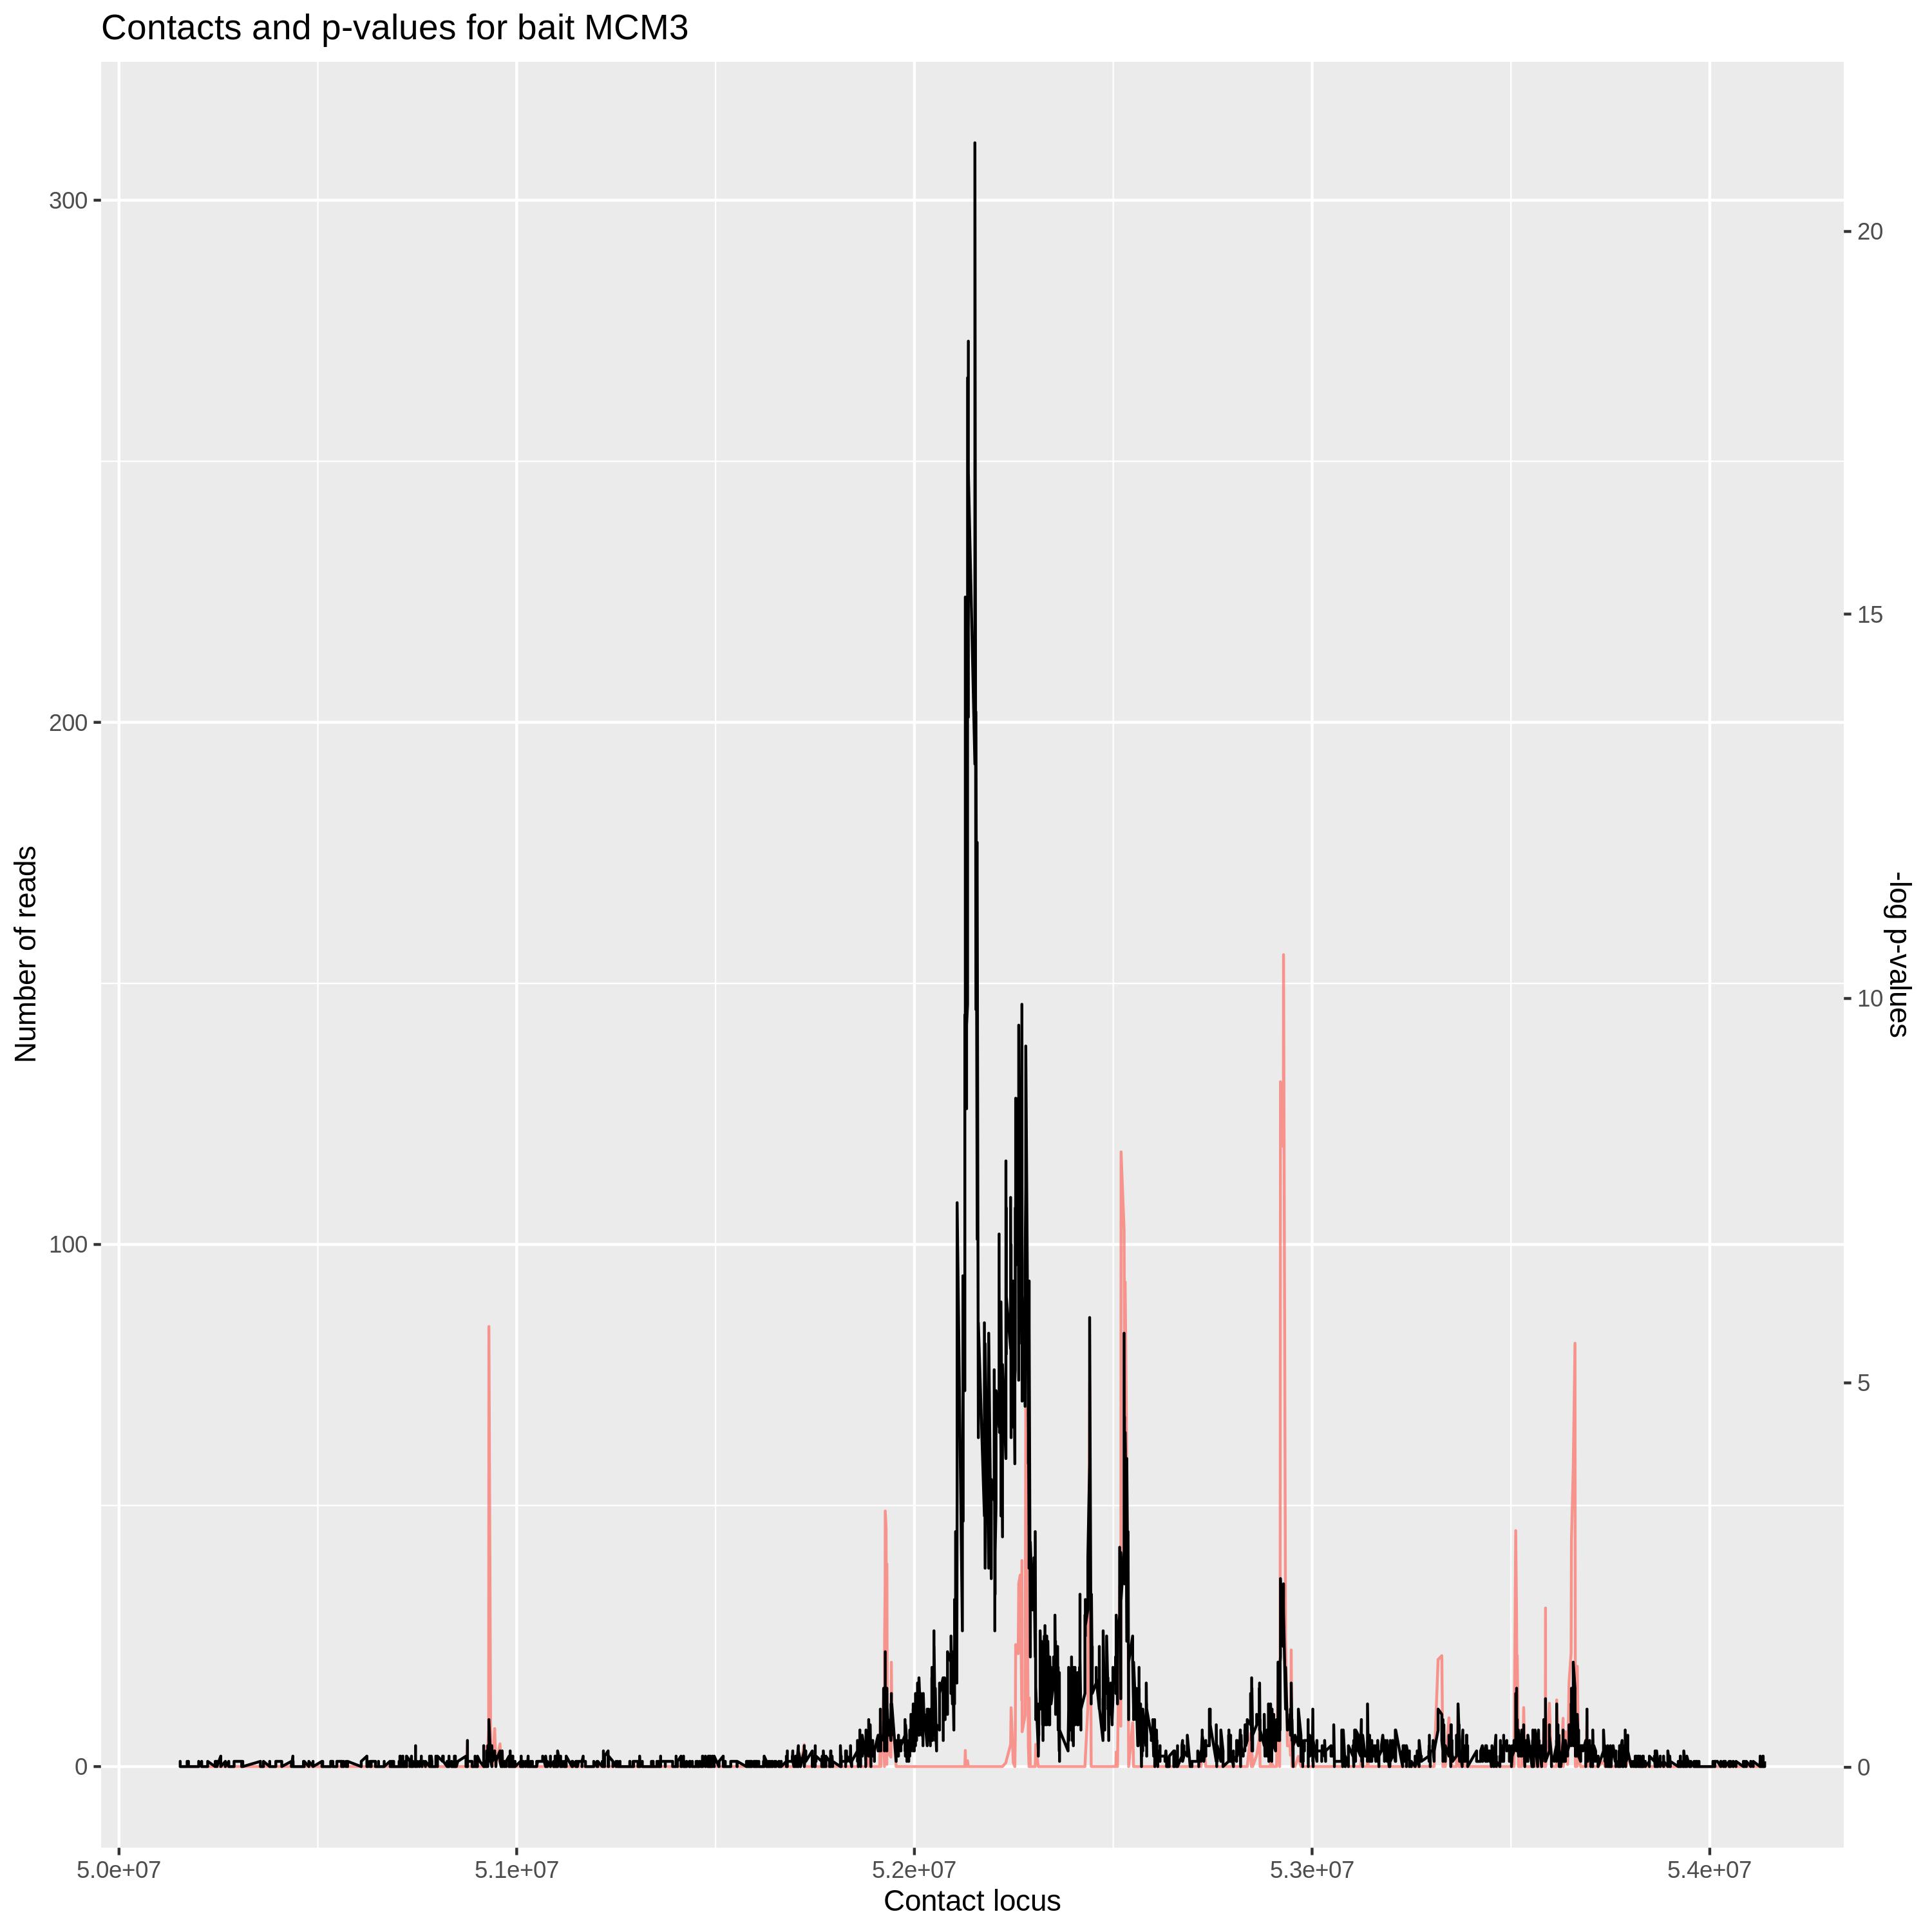 Contacts and p-values for bait MCM3
300
200
100
0
Number of reads
20
15
10
5
0
-log p-values
5.0e+07
5.1e+07
5.2e+07
5.3e+07
5.4e+07
Contact locus